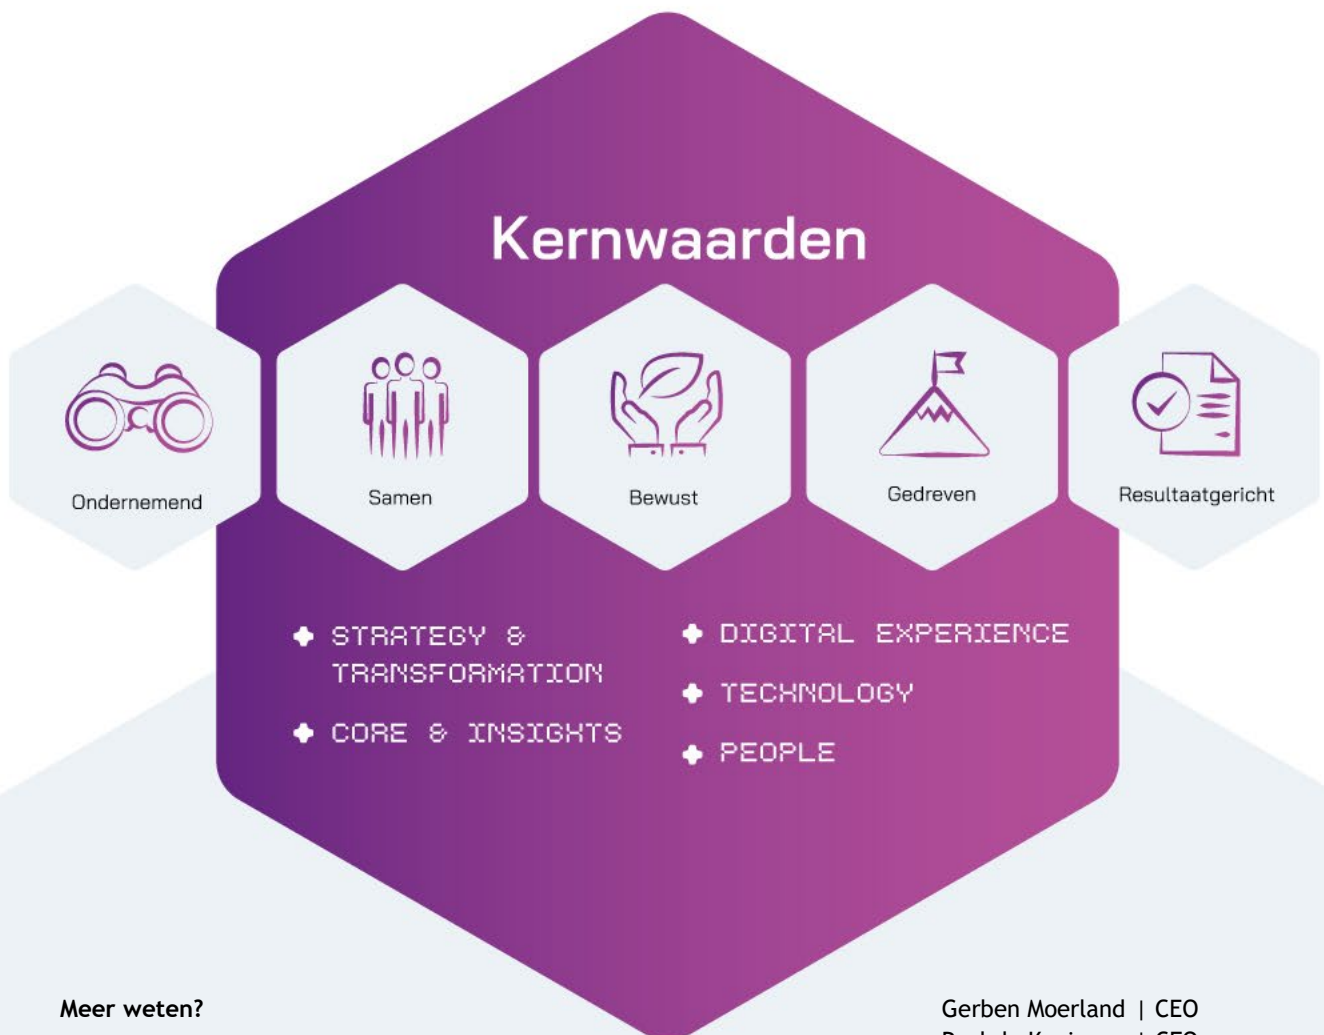 Kernwaarden
Ondernemend
Samen
Bewust
Gedreven
Resultaatgericht
STRATEGY &
TRANSFORMATION
CORE & INSIGHTS
DIGITAL EXPERIENCE
TECHNOLOGY
PEOPLE
Meer weten?
Gerben Moerland | CEO